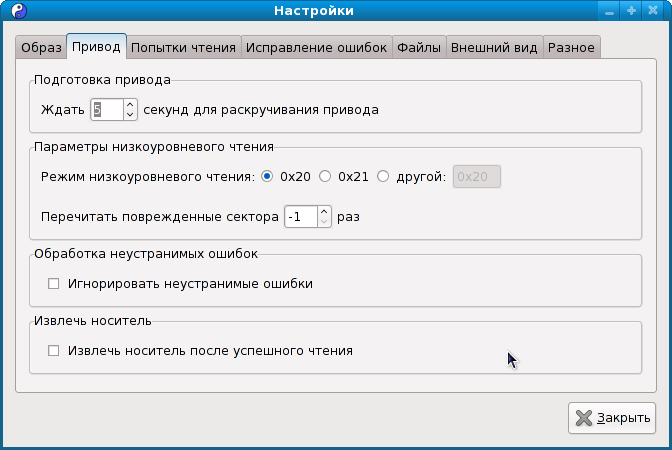 Настройки
Образ Привод Попытки чтения Исправление ошибок Файлы Внешний вид Разное
Подготовка привода
Ждать 5 секунд для раскручивания привода
Параметры низкоуровневого чтения
Режим низкоуровневого чтения: 0x20 0x21 другой: 0x20
Перечитать поврежденные сектора -1 раз
Обработка неустранимых ошибок
Игнорировать неустранимые ошибки
Извлечь носитель
Извлечь носитель после успешного чтения
Закрыть